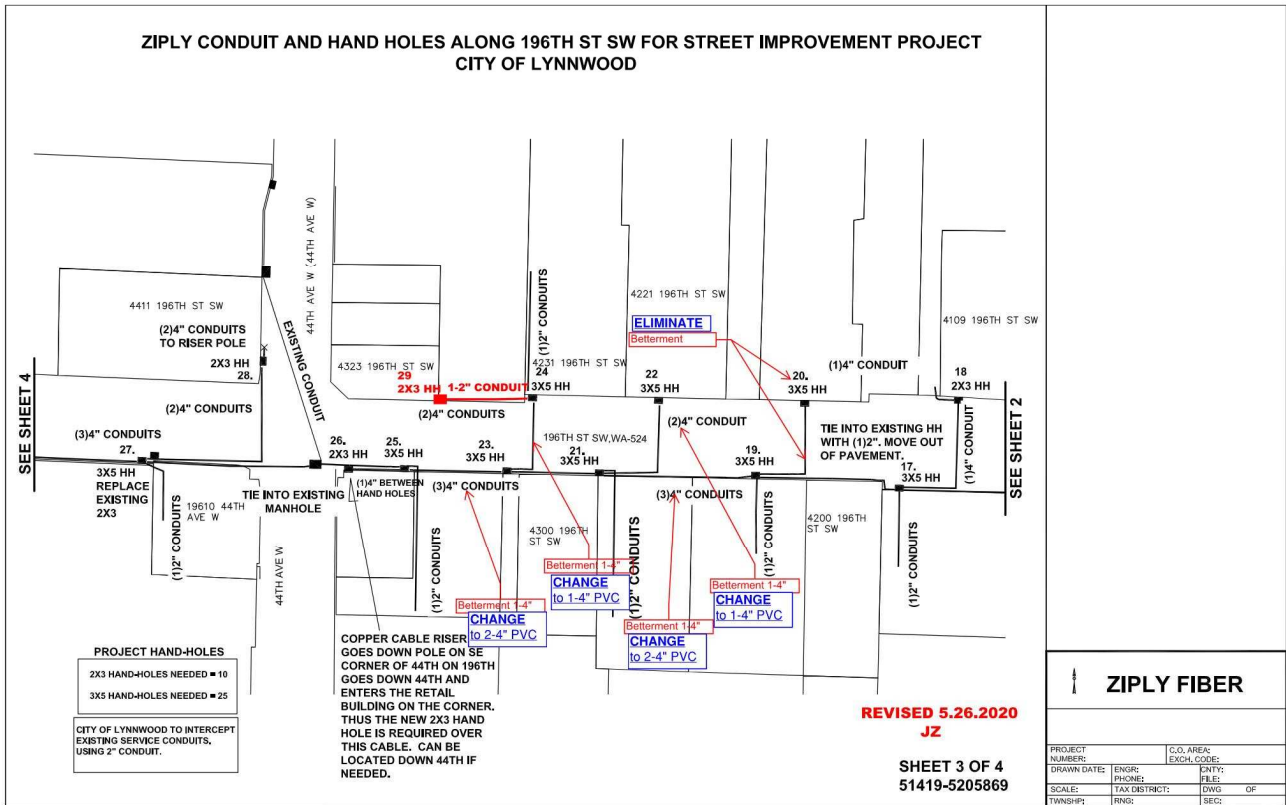 ZIPLY CONDUIT AND HAND HOLES ALONG 196TH ST SW FOR STREET IMPROVEMENT PROJECT
CITY OF LYNNWOOD
44TH AVE W (44TH AVE W)
4411 196TH ST SW
(2)4" CONDUITS
TO RISER POLE
2X3 HH
28.
EXISTING CONDUIT
4323 196TH ST SW
29
2X3 HH
1-2" CONDUIT
(1)2" CONDUITS
4231 196TH ST SW
24
3X5 HH
4221 196TH ST SW
ELIMINATE
Betterment
22
3X5 HH
20.
3X5 HH
(1)4" CONDUIT
4109 196TH ST SW
18
2X3 HH
SEE SHEET 4
(2)4" CONDUITS
(3)4" CONDUITS
27.
3X5 HH
REPLACE
EXISTING
2X3
(1)2" CONDUITS
19610 44TH
AVE W
TIE INTO EXISTING
MANHOLE
44TH AVE W
26.
2X3 HH
25.
3X5 HH
(1)4" BETWEEN
HAND HOLES
(2)4" CONDUITS
23.
3X5 HH
(3)4" CONDUITS
196TH ST SW,WA-524
21.
3X5 HH
(2)4" CONDUIT
19.
3X5 HH
(3)4" CONDUITS
TIE INTO EXISTING HH
WITH (1)2". MOVE OUT
OF PAVEMENT.
17.
3X5 HH
(1)4" CONDUIT
SEE SHEET 2
(1)2" CONDUITS
4300 196TH
ST SW
(1)2" CONDUITS
(1)2" CONDUITS
4200 196TH
ST SW
(1)2" CONDUITS
Betterment 1-4"
CHANGE
to 2-4" PVC
Betterment 1-4"
CHANGE
to 1-4" PVC
Betterment 1-4"
CHANGE
to 2-4" PVC
Betterment 1-4"
CHANGE
to 1-4" PVC
COPPER CABLE RISER
GOES DOWN POLE ON SE
CORNER OF 44TH ON 196TH
GOES DOWN 44TH AND
ENTERS THE RETAIL
BUILDING ON THE CORNER.
THUS THE NEW 2X3 HAND
HOLE IS REQUIRED OVER
THIS CABLE. CAN BE
LOCATED DOWN 44TH IF
NEEDED.
PROJECT HAND-HOLES
2X3 HAND-HOLES NEEDED = 10
3X5 HAND-HOLES NEEDED = 25
CITY OF LYNNWOOD TO INTERCEPT
EXISTING SERVICE CONDUITS,
USING 2" CONDUIT.
REVISED 5.26.2020
JZ
SHEET 3 OF 4
51419-5205869
ZIPLY FIBER
PROJECT
NUMBER:
C.O. AREA:
EXCH. CODE:
DRAWN DATE:
ENGR:
PHONE:
CNTY:
FILE:
SCALE:
TAX DISTRICT:
DWG OF
TWNSHP:
RNG:
SEC: